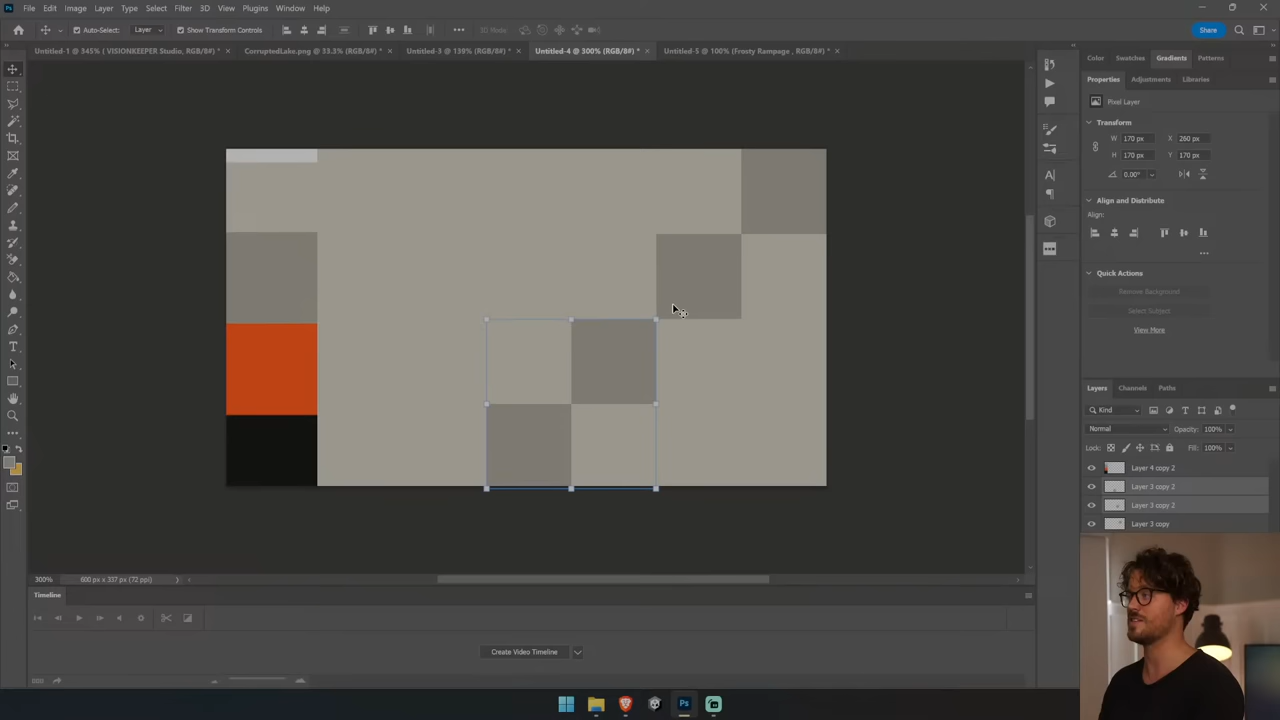 Ps File Edit Image Layer Type Select Filter 3D View Plugins Window Help
Auto-Select: Layer Show Transform Controls 3D Mode: Share
Untitled-1 @ 345% ( VISIONKEEPER Studio, RGB/8#) * × CorruptedLake.png @ 33.3% (RGB/8#) * × Untitled-3 @ 139% (RGB/8#) * × Untitled-4 @ 300% (RGB/8#) * × Untitled-5 @ 100% (Frosty Rampage , RGB/8#) * ×
Color Swatches Gradients Patterns
Properties Adjustments Libraries
Pixel Layer
Transform
W 170 px X 260 px
H 170 px Y 170 px
0.00°
Align and Distribute
Align:
Quick Actions
Remove Background
Select Subject
View More
Layers Channels Paths
Kind
Normal Opacity: 100%
Lock: Fill: 100%
Layer 4 copy 2
Layer 3 copy 2
Layer 3 copy 2
Layer 3 copy
300% 600 px x 337 px (72 ppi)
Timeline
Create Video Timeline
Ps